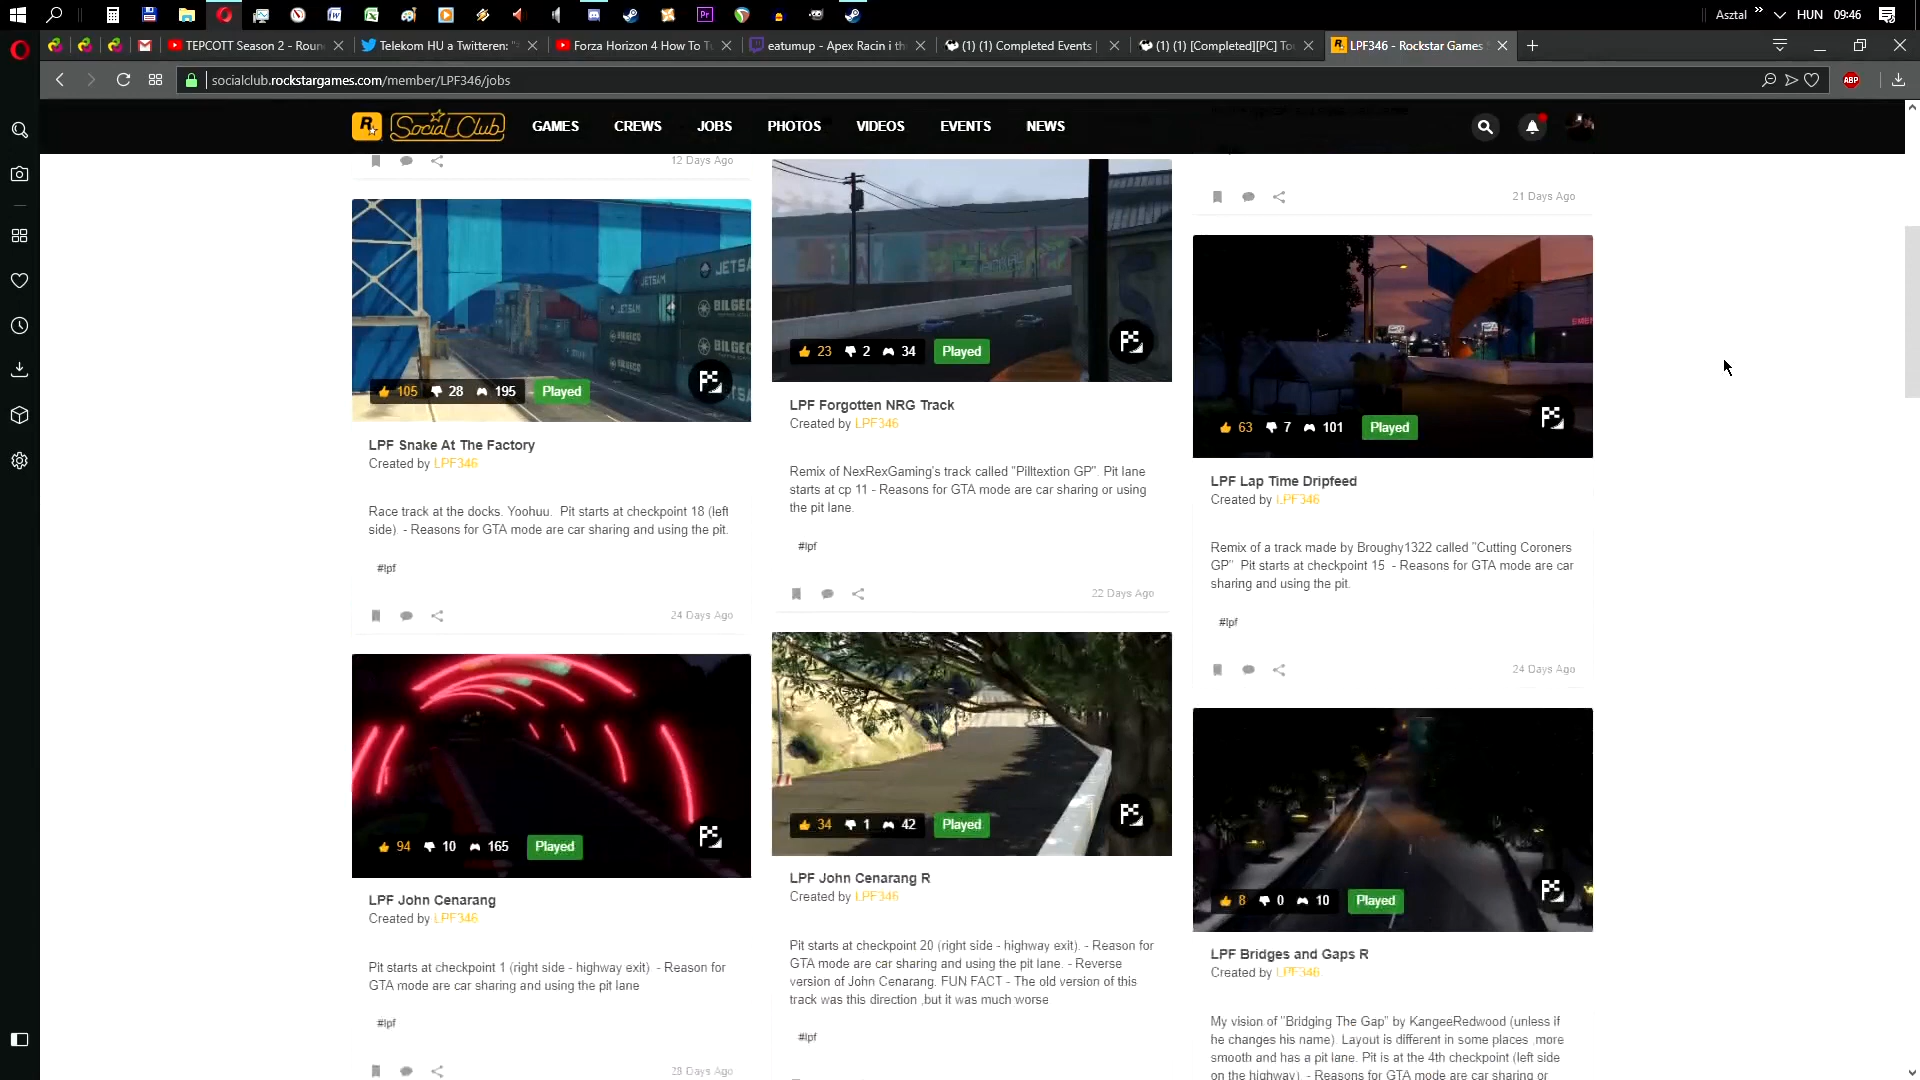 Asztal
HUN
09:46
TEPCOTT Season 2 - Roun
Telekom HU a Twitteren: "
Forza Horizon 4 How To T
eatumup - Apex Racin i th
(1) (1) Completed Events |
(1) (1) [Completed][PC] To
LPF346 - Rockstar Games
socialclub.rockstargames.com/member/LPF346/jobs
ABP
R
Social Club
GAMES
CREWS
JOBS
PHOTOS
VIDEOS
EVENTS
NEWS
12 Days Ago
JETSAM
BILGECO
105 28 195 Played
LPF Snake At The Factory
Created by LPF346
Race track at the docks. Yoohuu. Pit starts at checkpoint 18 (left
side). - Reasons for GTA mode are car sharing and using the pit.
#lpf
24 Days Ago
94 10 165 Played
LPF John Cenarang
Created by LPF346
Pit starts at checkpoint 1 (right side - highway exit) - Reason for
GTA mode are car sharing and using the pit lane
#lpf
28 Days Ago
23 2 34 Played
LPF Forgotten NRG Track
Created by LPF346
Remix of NexRexGaming's track called "Pilltextion GP". Pit lane
starts at cp 11 - Reasons for GTA mode are car sharing or using
the pit lane.
#lpf
22 Days Ago
34 1 42 Played
LPF John Cenarang R
Created by LPF346
Pit starts at checkpoint 20 (right side - highway exit). - Reason for
GTA mode are car sharing and using the pit lane. - Reverse
version of John Cenarang. FUN FACT - The old version of this
track was this direction ,but it was much worse
#lpf
21 Days Ago
63 7 101 Played
LPF Lap Time Dripfeed
Created by LPF346
Remix of a track made by Broughy1322 called "Cutting Coroners
GP" Pit starts at checkpoint 15 - Reasons for GTA mode are car
sharing and using the pit.
#lpf
24 Days Ago
8 0 10 Played
LPF Bridges and Gaps R
Created by LPF346
My vision of "Bridging The Gap" by KangeeRedwood (unless if
he changes his name). Layout is different in some places ,more
smooth and has a pit lane. Pit is at the 4th checkpoint (left side
on the highway) - Reasons for GTA mode are car sharing or